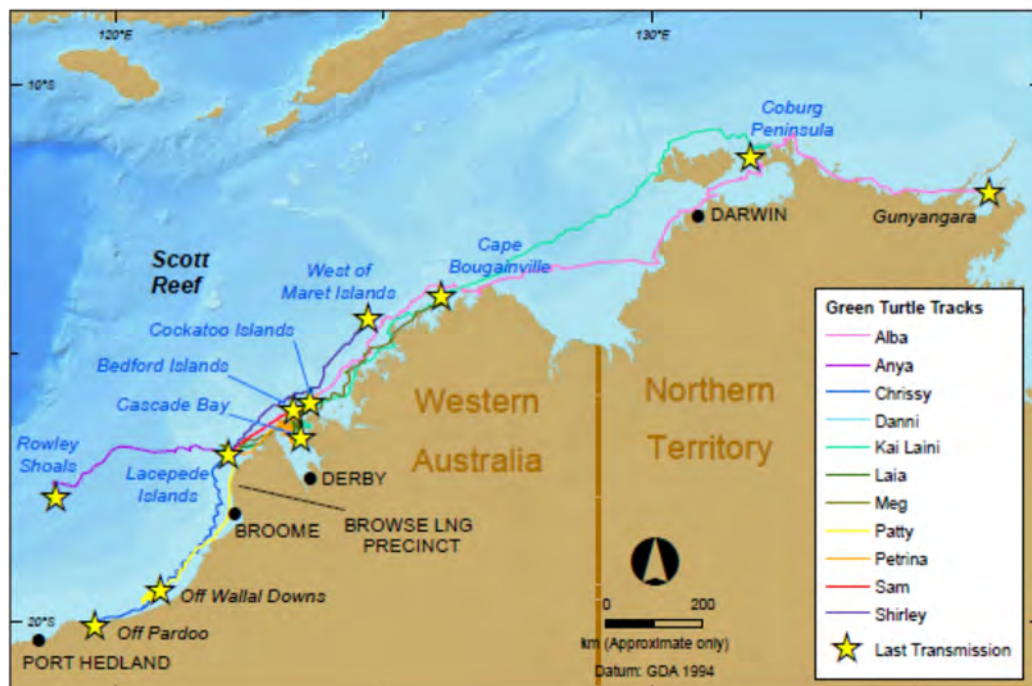 120°E
130°E
10°S
Coburg
Peninsula
DARWIN
Gunyangara
Scott
Reef
West of
Maret Islands
Cape
Bougainville
Cockatoo Islands
Bedford Islands
Cascade Bay
Western
Australia
Northern
Territory
Rowley
Shoals
Lacepede
Islands
DERBY
BROOME
BROWSE LNG
PRECINCT
Off Wallal Downs
20°S
Off Pardoo
PORT HEDLAND
0 200
km (Approximate only)
Datum: GDA 1994
Green Turtle Tracks
Alba
Anya
Chrissy
Danni
Kai Laini
Laia
Meg
Patty
Petrina
Sam
Shirley
Last Transmission